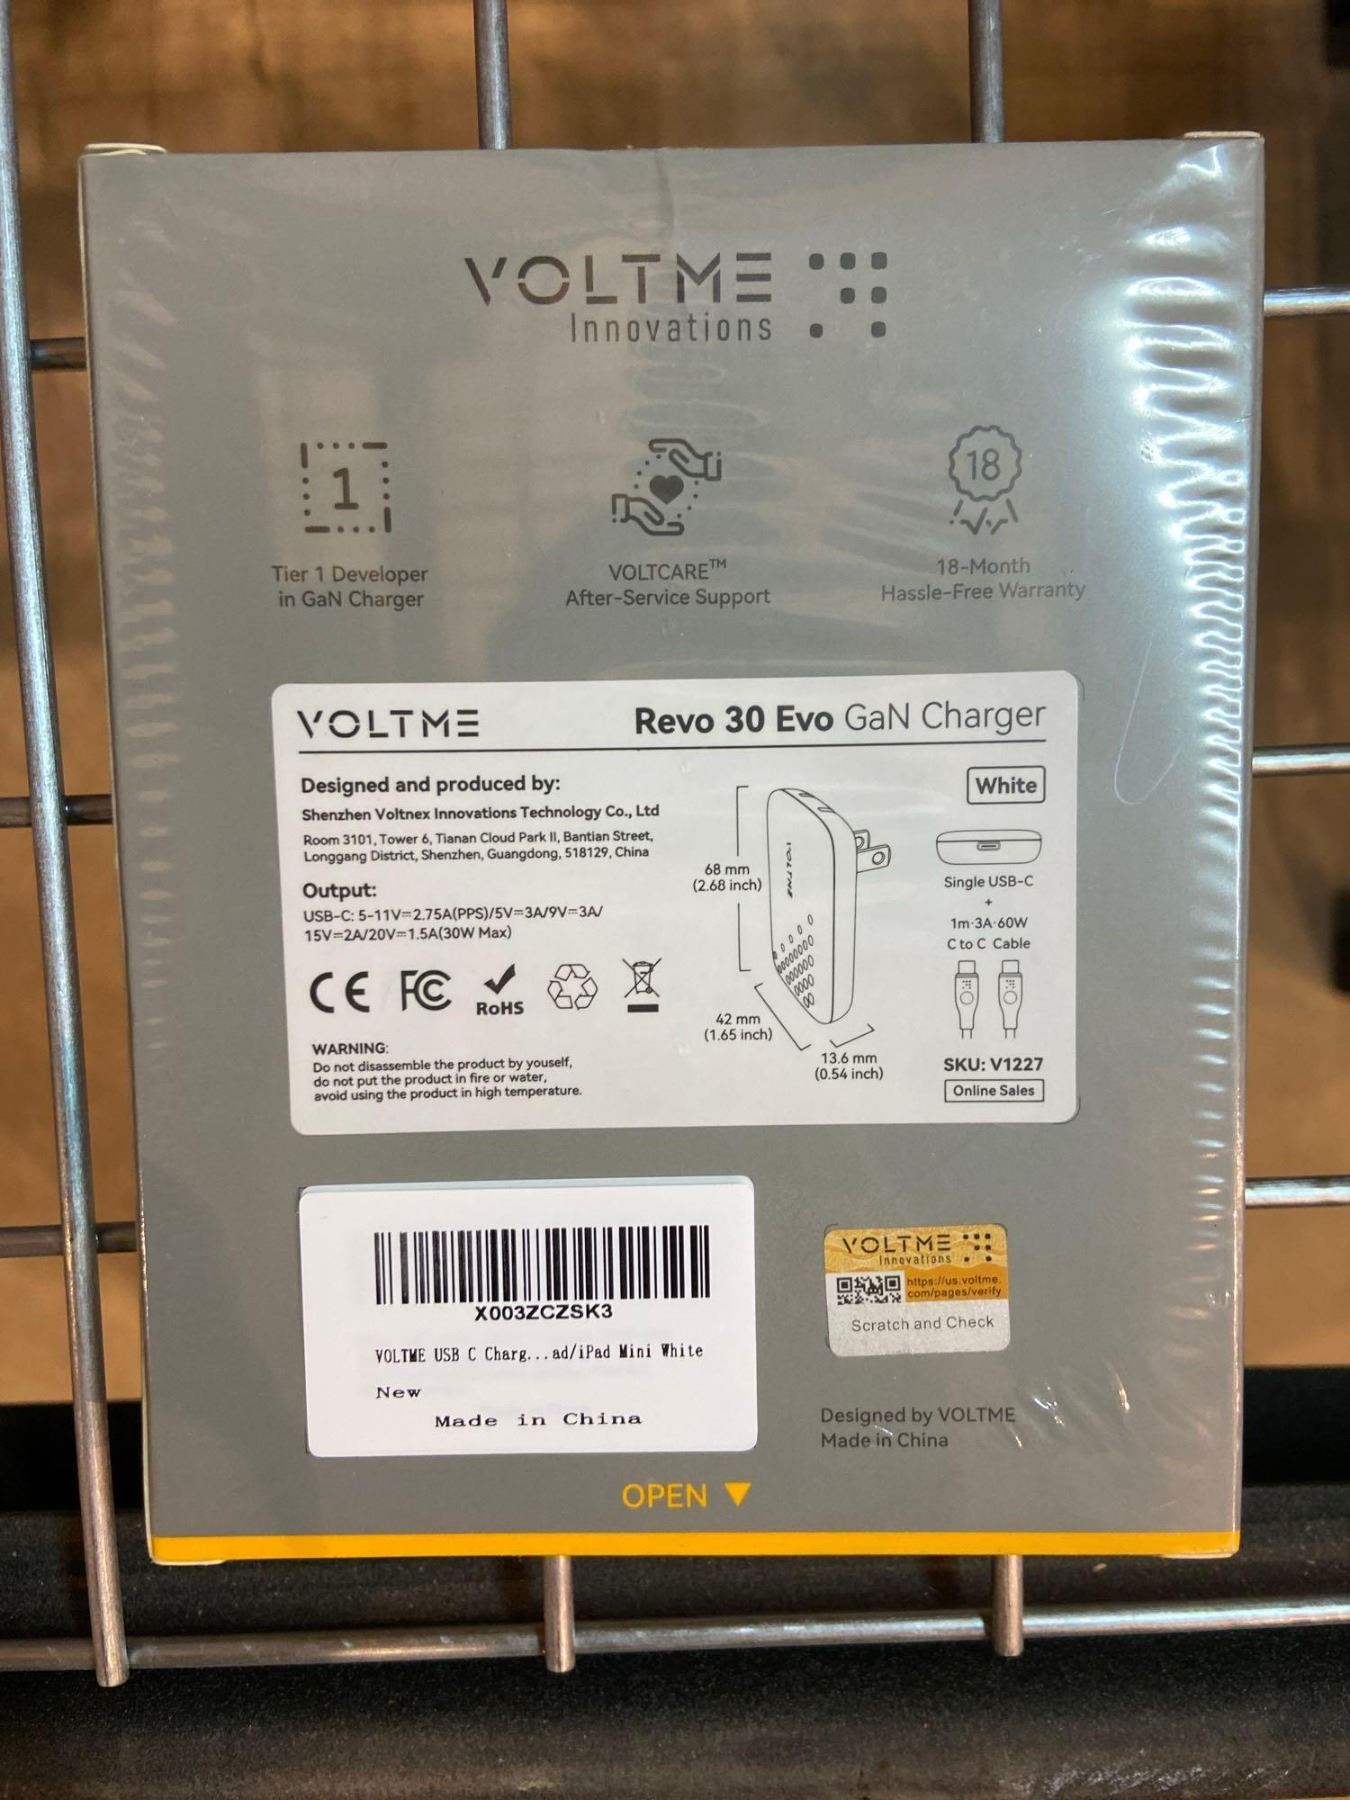 VOLTME
Innovations
1
18
Tier 1 Developer
in GaN Charger
VOLTCARE™
After-Service Support
18-Month
Hassle-Free Warranty
VOLTME
Revo 30 Evo GaN Charger
Designed and produced by:
Shenzhen Voltnex Innovations Technology Co., Ltd
Room 3101, Tower 6, Tianan Cloud Park II, Bantian Street,
Longgang District, Shenzhen, Guangdong, 518129, China
Output:
USB-C: 5-11V⎓2.75A(PPS)/5V⎓3A/9V⎓3A/
15V⎓2A/20V⎓1.5A(30W Max)
CE FC RoHS
WARNING:
Do not disassemble the product by youself,
do not put the product in fire or water,
avoid using the product in high temperature.
VOLTME
68 mm
(2.68 inch)
42 mm
(1.65 inch)
13.6 mm
(0.54 inch)
White
Single USB-C
+
1m·3A·60W
C to C Cable
SKU: V1227
Online Sales
X003ZCZSK3
VOLTME USB C Charg...ad/iPad Mini White
New
Made in China
VOLTME
Innovations
https://us.voltme.
com/pages/verify
Scratch and Check
Designed by VOLTME
Made in China
OPEN